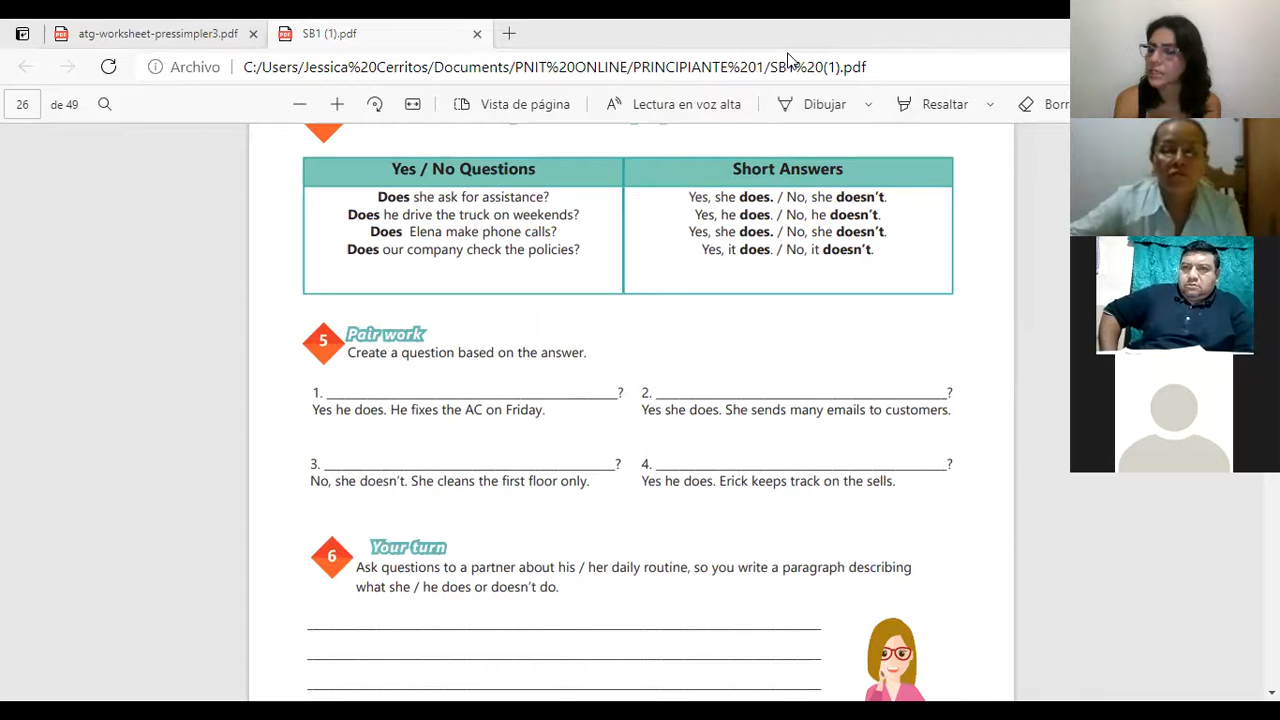 atg-worksheet-pressimpler3.pdf
SB1 (1).pdf
Archivo
C:/Users/Jessica%20Cerritos/Documents/PNIT%20ONLINE/PRINCIPIANTE%201/SB1%20(1).pdf
26
de 49
Vista de página
Lectura en voz alta
Dibujar
Resaltar
Borr
Yes / No Questions
Short Answers
Does she ask for assistance?
Yes, she does. / No, she doesn't.
Does he drive the truck on weekends?
Yes, he does. / No, he doesn't.
Does Elena make phone calls?
Yes, she does. / No, she doesn't.
Does our company check the policies?
Yes, it does. / No, it doesn't.
5
Pair work
Create a question based on the answer.
1. ______________________________________?
Yes he does. He fixes the AC on Friday.
2. ______________________________________?
Yes she does. She sends many emails to customers.
3. ______________________________________?
No, she doesn't. She cleans the first floor only.
4. ______________________________________?
Yes he does. Erick keeps track on the sells.
6
Your turn
Ask questions to a partner about his / her daily routine, so you write a paragraph describing
what she / he does or doesn't do.